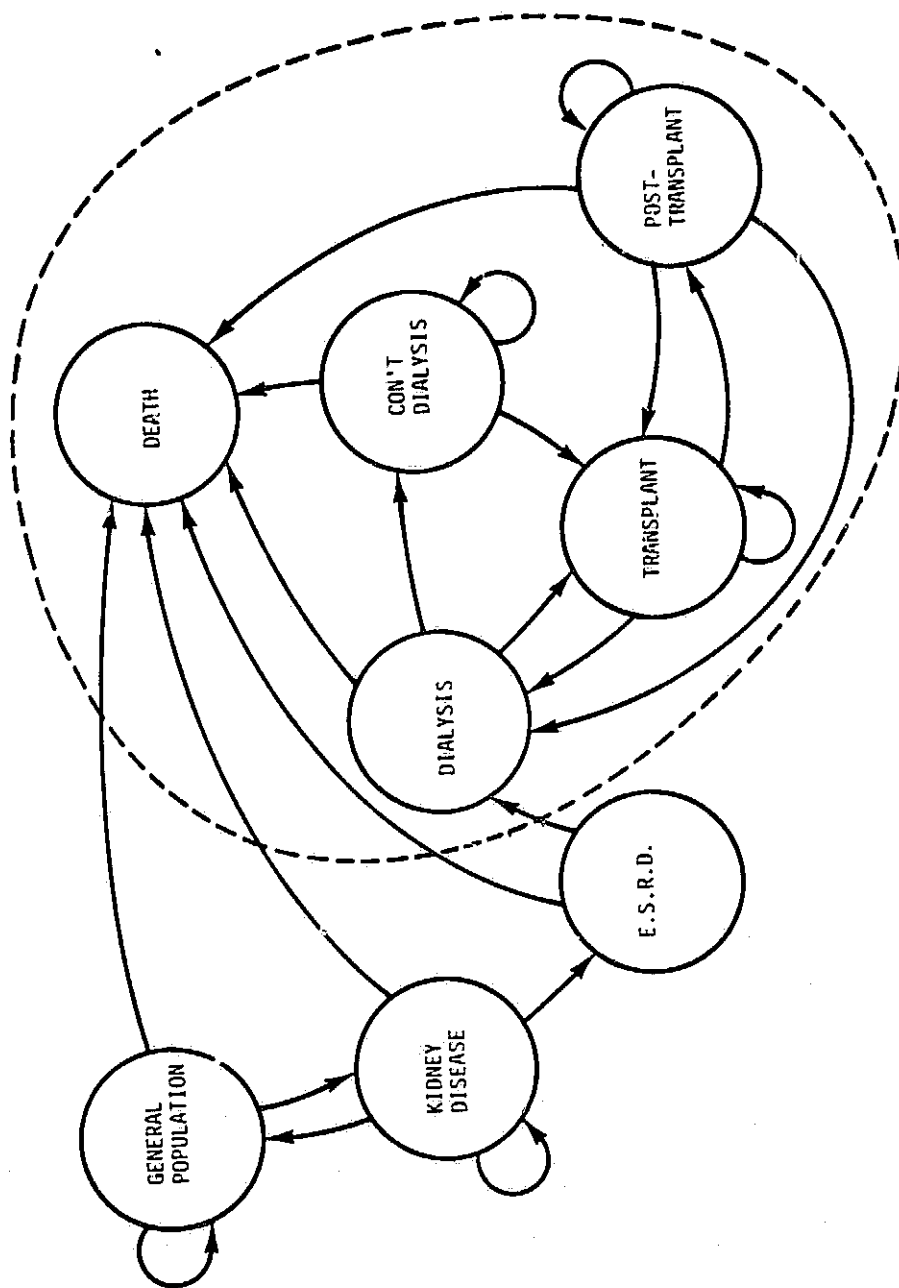 GENERAL
POPULATION
KIDNEY
DISEASE
E.S.R.D.
DIALYSIS
DEATH
CON'T
DIALYSIS
TRANSPLANT
POST-
TRANSPLANT